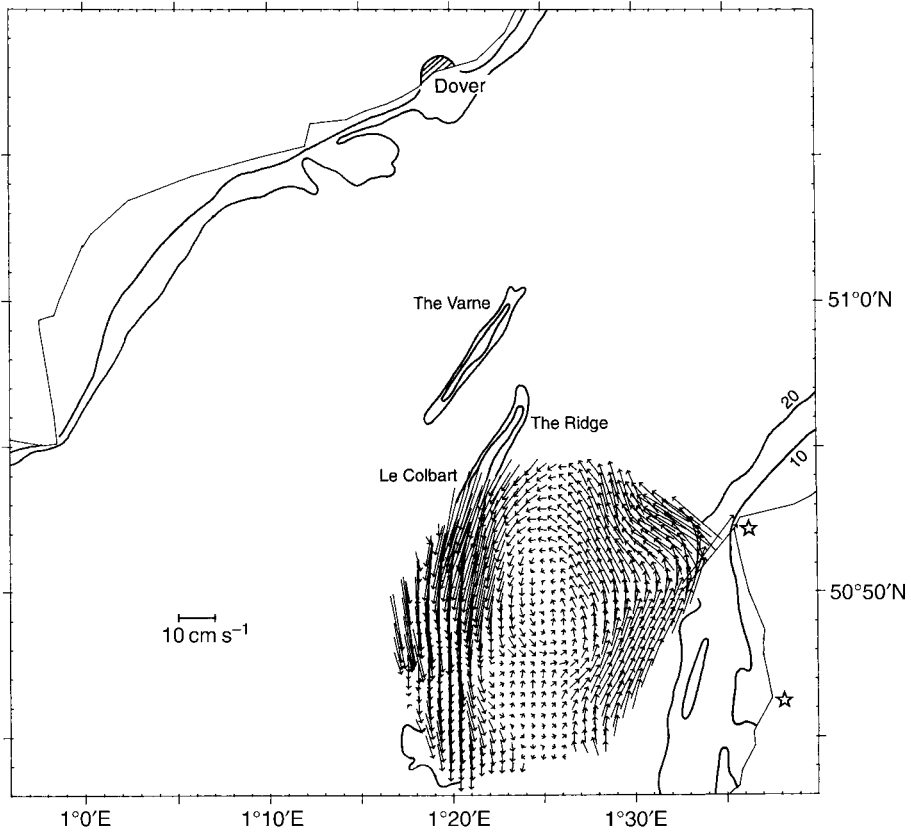 Dover
The Varne
51°0′N
The Ridge
20
10
Le Colbart
50°50′N
10 cm s⁻¹
1°0′E
1°10′E
1°20′E
1°30′E